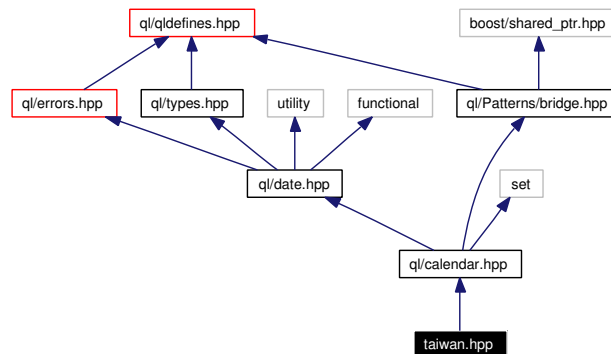 ql/qldefines.hpp
boost/shared_ptr.hpp
ql/errors.hpp
ql/types.hpp
utility
functional
ql/Patterns/bridge.hpp
ql/date.hpp
set
ql/calendar.hpp
taiwan.hpp